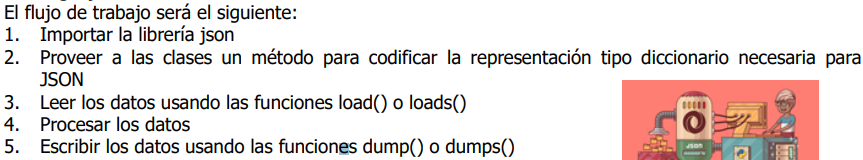 El flujo de trabajo será el siguiente:
1. Importar la librería json
2. Proveer a las clases un método para codificar la representación tipo diccionario necesaria para
JSON
3. Leer los datos usando las funciones load() o loads()
4. Procesar los datos
5. Escribir los datos usando las funciones dump() o dumps()
JSON